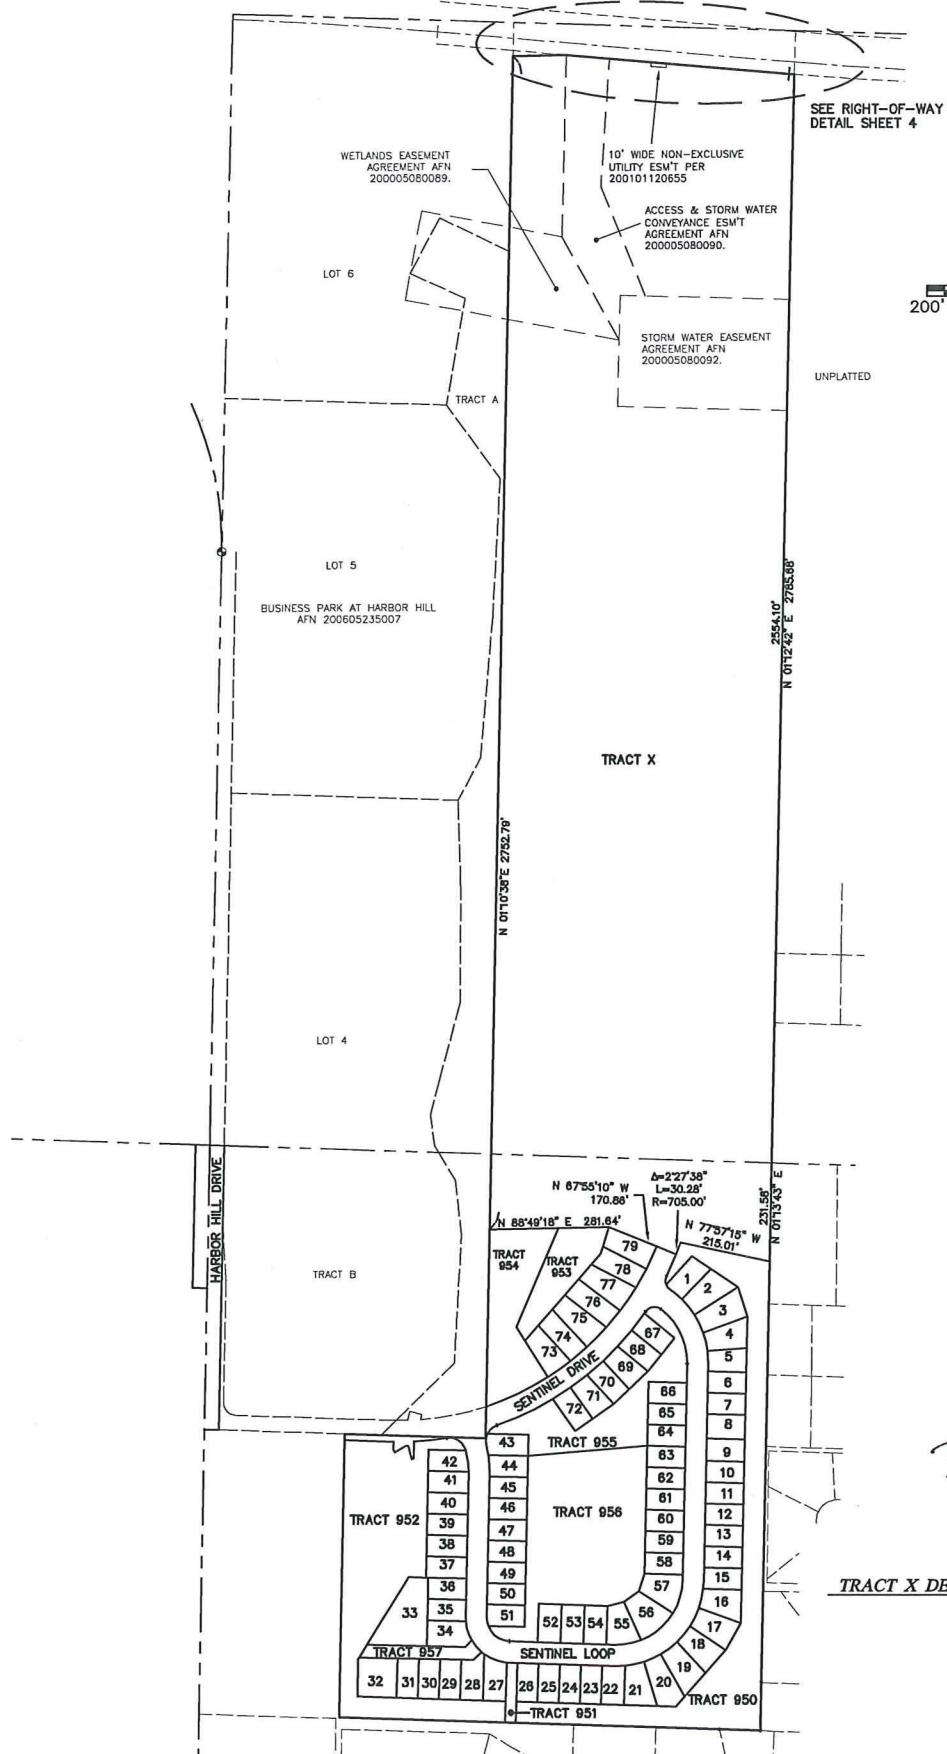 SEE RIGHT-OF-WAY
DETAIL SHEET 4
WETLANDS EASEMENT
AGREEMENT AFN
200005080089.
10' WIDE NON-EXCLUSIVE
UTILITY ESM'T PER
200101120655
ACCESS & STORM WATER
CONVEYANCE ESM'T
AGREEMENT AFN
200005080090.
LOT 6
200'
STORM WATER EASEMENT
AGREEMENT AFN
200005080092.
UNPLATTED
TRACT A
LOT 5
BUSINESS PARK AT HARBOR HILL
AFN 200605235007
2554.10'
N 01°12'42" E 2785.68'
TRACT X
N 01°10'38" E 2752.79'
LOT 4
HARBOR HILL DRIVE
TRACT B
N 67°55'10" W
170.86'
Δ=2°27'38"
L=30.28'
R=705.00'
N 88°49'18" E 281.64'
N 77°57'15" W
215.01'
231.58'
N 01°13'43" E
TRACT
954
TRACT
953
79
78
77
76
75
74
73
1
2
3
4
5
6
7
8
9
10
11
12
13
14
15
16
17
18
19
20
67
68
69
70
71
72
SENTINEL DRIVE
66
65
64
63
62
61
60
59
58
57
56
55
54
53
52
TRACT 955
43
44
45
46
47
48
49
50
51
42
41
40
39
38
37
36
35
34
33
TRACT 952
TRACT 956
TRACT X DE
SENTINEL LOOP
TRACT 957
32
31
30
29
28
27
26
25
24
23
22
21
TRACT 950
TRACT 951